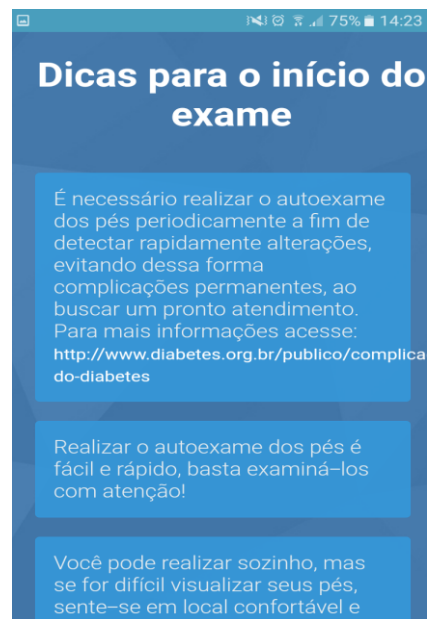 75% 14:23
Dicas para o início do
exame
É necessário realizar o autoexame
dos pés periodicamente a fim de
detectar rapidamente alterações,
evitando dessa forma
complicações permanentes, ao
buscar um pronto atendimento.
Para mais informações acesse:
http://www.diabetes.org.br/publico/complica
do-diabetes
Realizar o autoexame dos pés é
fácil e rápido, basta examiná–los
com atenção!
Você pode realizar sozinho, mas
se for difícil visualizar seus pés,
sente–se em local confortável e